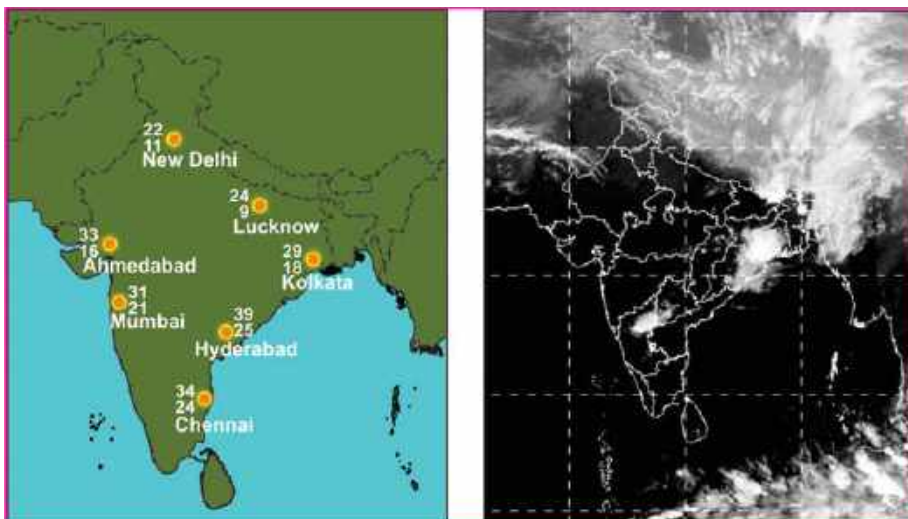 22
11
New Delhi
24
9
Lucknow
33
16
Ahmedabad
29
18
Kolkata
31
21
Mumbai
39
25
Hyderabad
34
24
Chennai